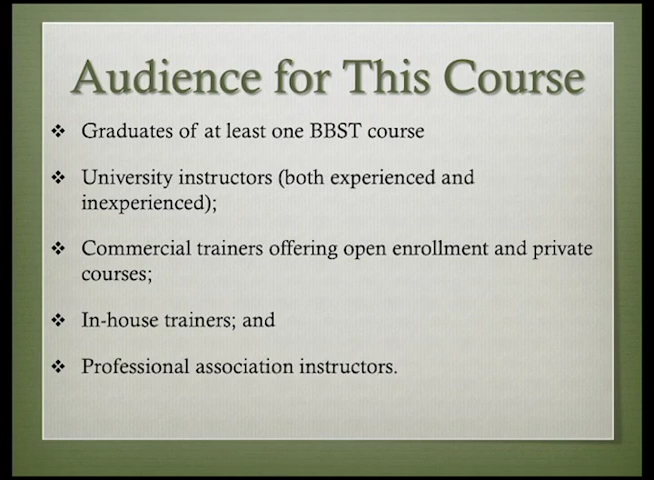 Audience for This Course
❖ Graduates of at least one BBST course
❖ University instructors (both experienced and
inexperienced);
❖ Commercial trainers offering open enrollment and private
courses;
❖ In-house trainers; and
❖ Professional association instructors.